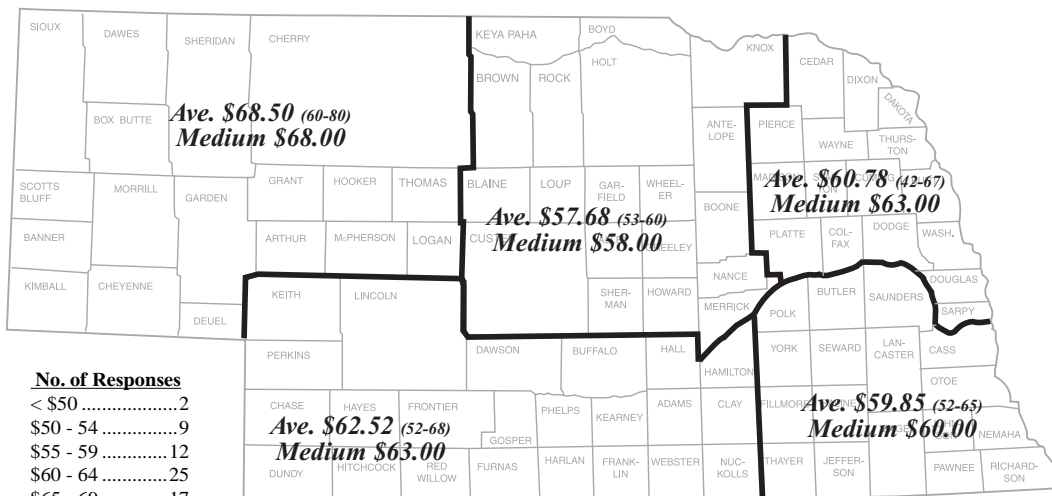 SIOUX
DAWES
SHERIDAN
CHERRY
KEYA PAHA
BOYD
HOLT
KNOX
CEDAR
DIXON
DAKOTA
BROWN
ROCK
BOX BUTTE
ANTE-
LOPE
PIERCE
WAYNE
THURS-
TON
Ave. $68.50 (60-80)
Medium $68.00
SCOTTS
BLUFF
MORRILL
GARDEN
GRANT
HOOKER
THOMAS
BLAINE
LOUP
GAR-
FIELD
WHEEL-
ER
BOONE
Ave. $60.78 (42-67)
Medium $63.00
BANNER
ARTHUR
McPHERSON
LOGAN
Ave. $57.68 (53-60)
Medium $58.00
PLATTE
COL-
FAX
DODGE
WASH.
KIMBALL
CHEYENNE
DEUEL
KEITH
LINCOLN
SHER-
MAN
HOWARD
NANCE
MERRICK
POLK
BUTLER
SAUNDERS
DOUGLAS
SARPY
PERKINS
DAWSON
BUFFALO
HALL
HAMILTON
YORK
SEWARD
LAN-
CASTER
CASS
OTOE
CHASE
HAYES
FRONTIER
GOSPER
PHELPS
KEARNEY
ADAMS
CLAY
FILLMORE
NEMAHA
Ave. $62.52 (52-68)
Medium $63.00
Ave. $59.85 (52-65)
Medium $60.00
DUNDY
HITCHCOCK
RED
WILLOW
FURNAS
HARLAN
FRANK-
LIN
WEBSTER
NUC-
KOLLS
THAYER
JEFFER-
SON
PAWNEE
RICHARD-
SON
No. of Responses
< $50 ..................2
$50 - 54 ..............9
$55 - 59 ............12
$60 - 64 ............25
$65 - 69 ............17